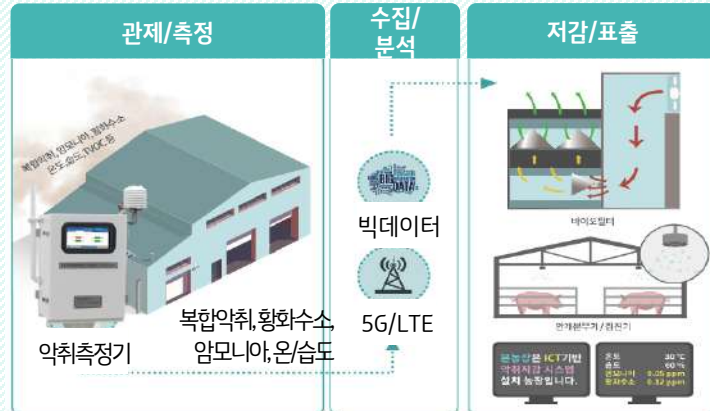 관제/측정
수집/
분석
저감/표출
복합악취, 암모니아, 황화수소
온도,습도,TVOC 등
BIG
DATA
빅데이터
5G/LTE
악취측정기
복합악취,황화수소,
암모니아,온/습도
바이오필터
안개분무기/
본농장은 ICT기반
악취저감 시스템
설치 농장입니다.
온도 30 ℃
습도 60 %
암모니아 0.05 ppm
황화수소 0.12 ppm